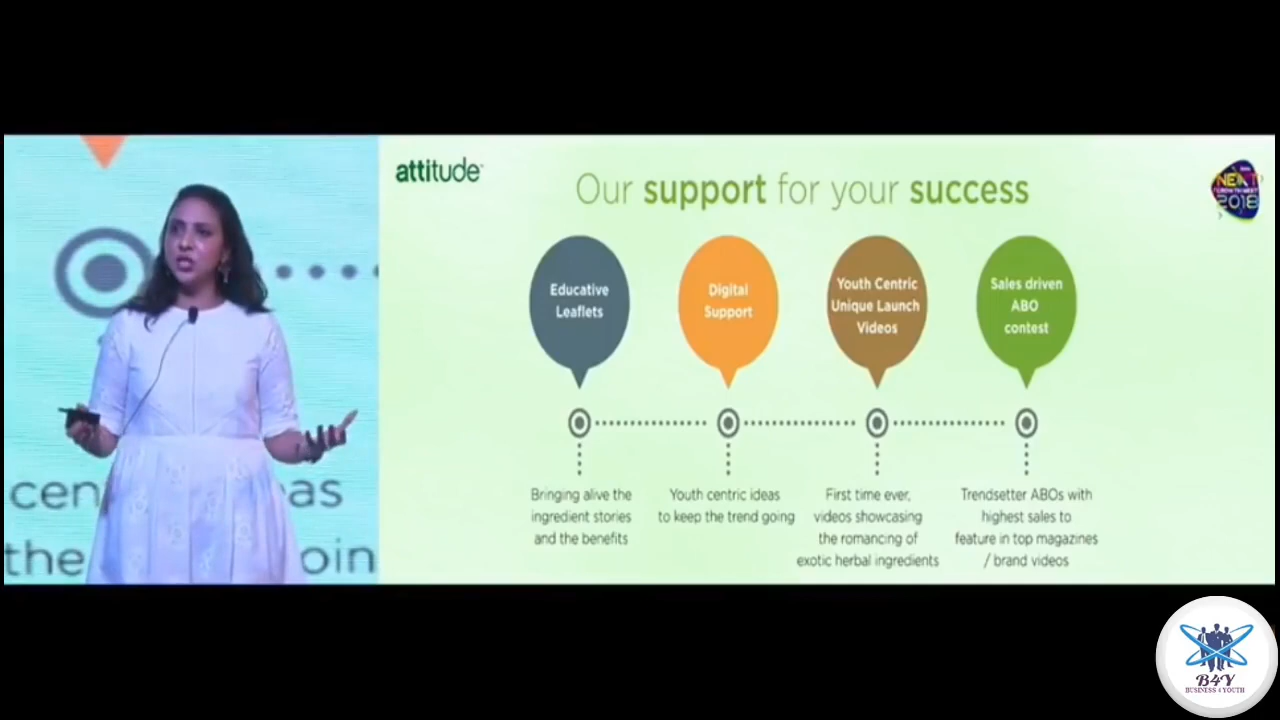 attitude
Our support for your success
NEXT
GROWTH MEET
2018
Educative
Leaflets
Digital
Support
Youth Centric
Unique Launch
Videos
Sales driven
ABO
contest
Bringing alive the
ingredient stories
and the benefits
Youth centric ideas
to keep the trend going
First time ever,
videos showcasing
the romancing of
exotic herbal ingredients
Trendsetter ABOs with
highest sales to
feature in top magazines
/ brand videos
cen as
the oin
B4Y
BUSINESS 4 YOUTH